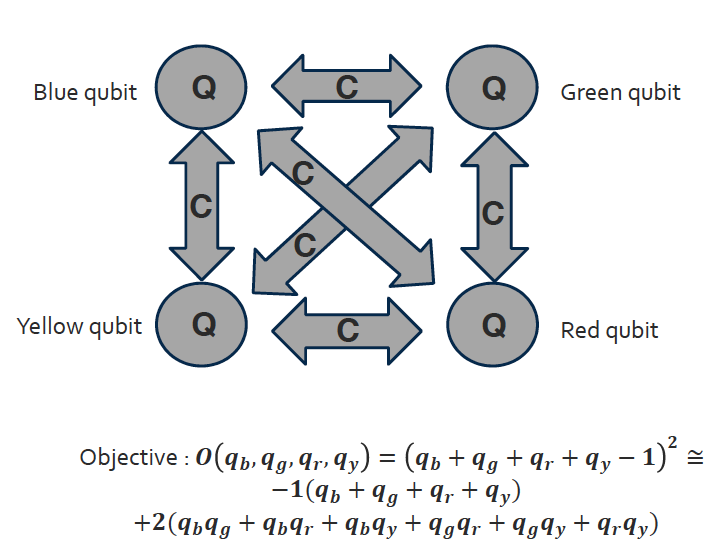 Blue qubit Q C Q Green qubit
C C C C
Yellow qubit Q C Q Red qubit
Objective : O(q_b, q_g, q_r, q_y) = (q_b + q_g + q_r + q_y − 1)² ≅
−1(q_b + q_g + q_r + q_y)
+2(q_bq_g + q_bq_r + q_bq_y + q_gq_r + q_gq_y + q_rq_y)